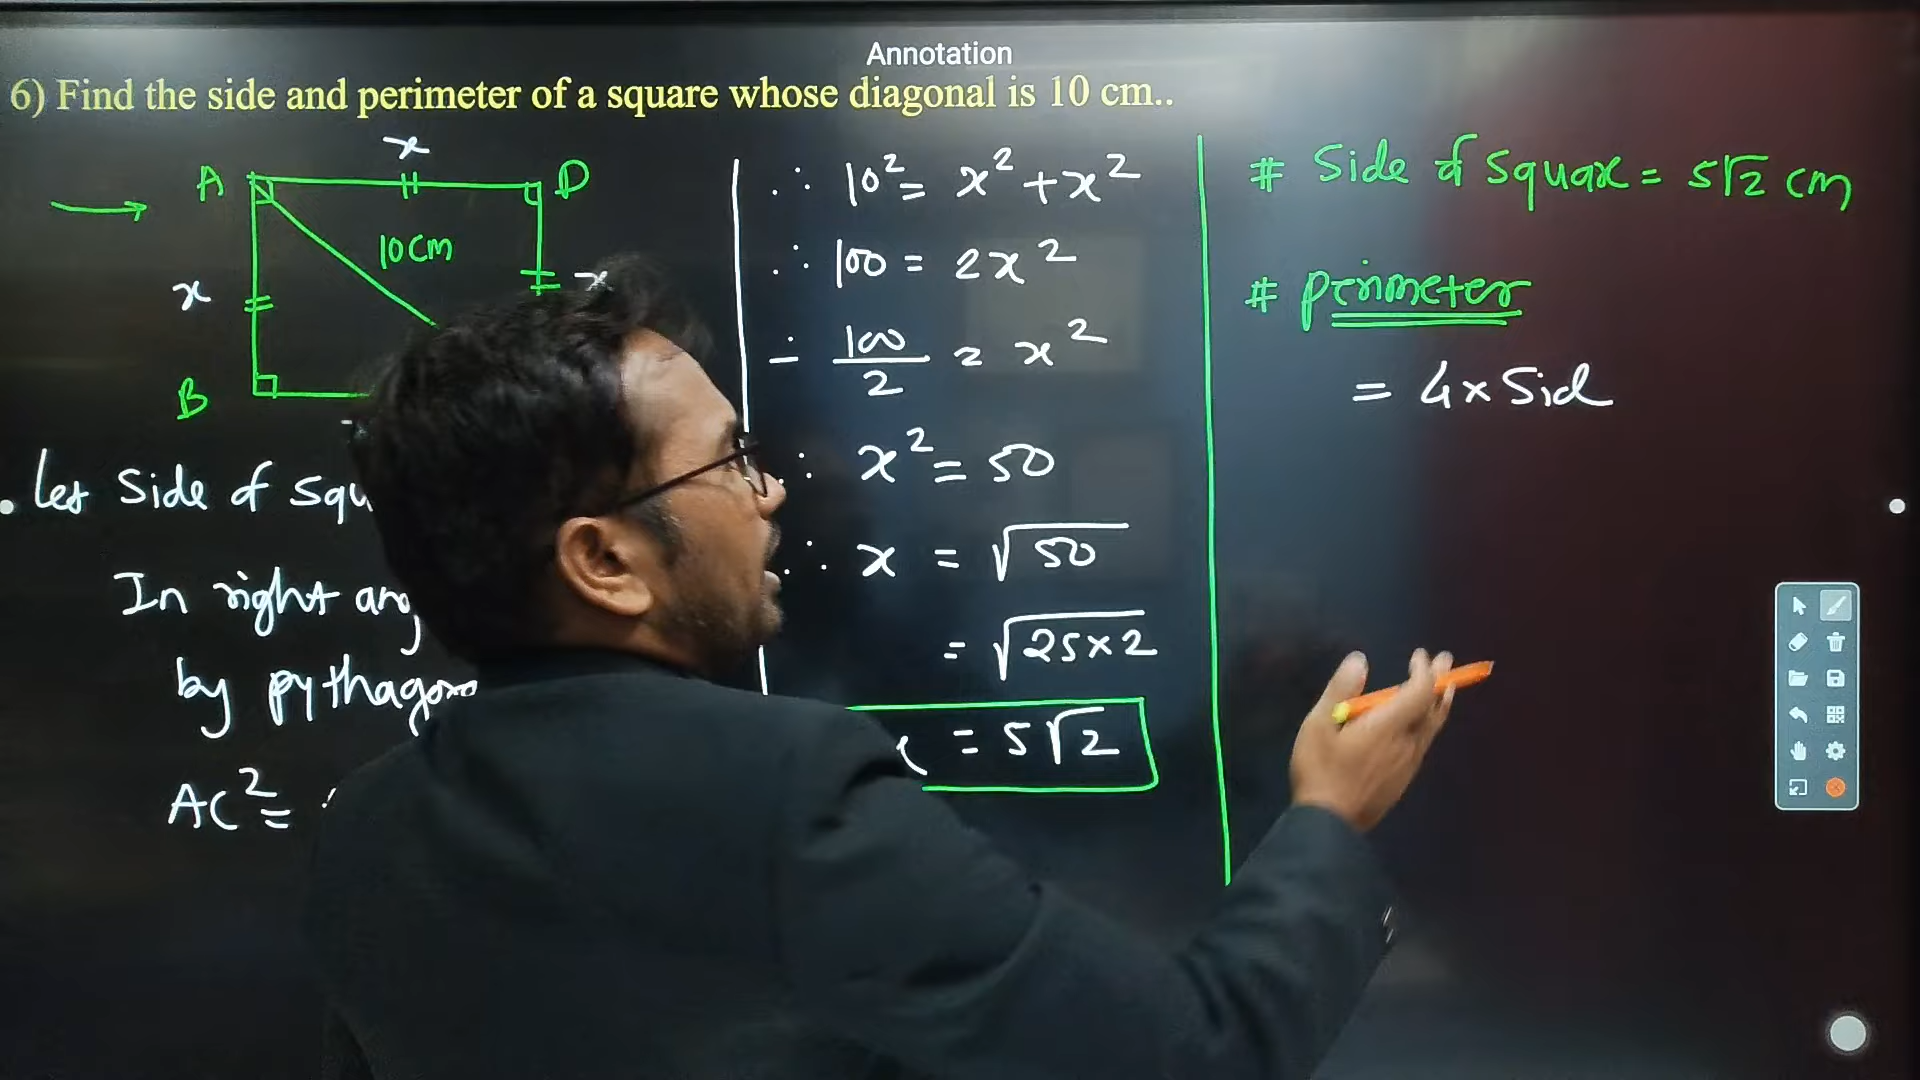 Annotation
6) Find the side and perimeter of a square whose diagonal is 10 cm..
x
A
D
10cm
x
x
B
Let Side of squ
In right ang
by pythagor
AC² =
∴ 10² = x² + x²
∴ 100 = 2x²
∴ 100/2 = x²
∴ x² = 50
∴ x = √50
= √25×2
= 5√2
# Side of square = 5√2 cm
# perimeter
= 4 × Sid